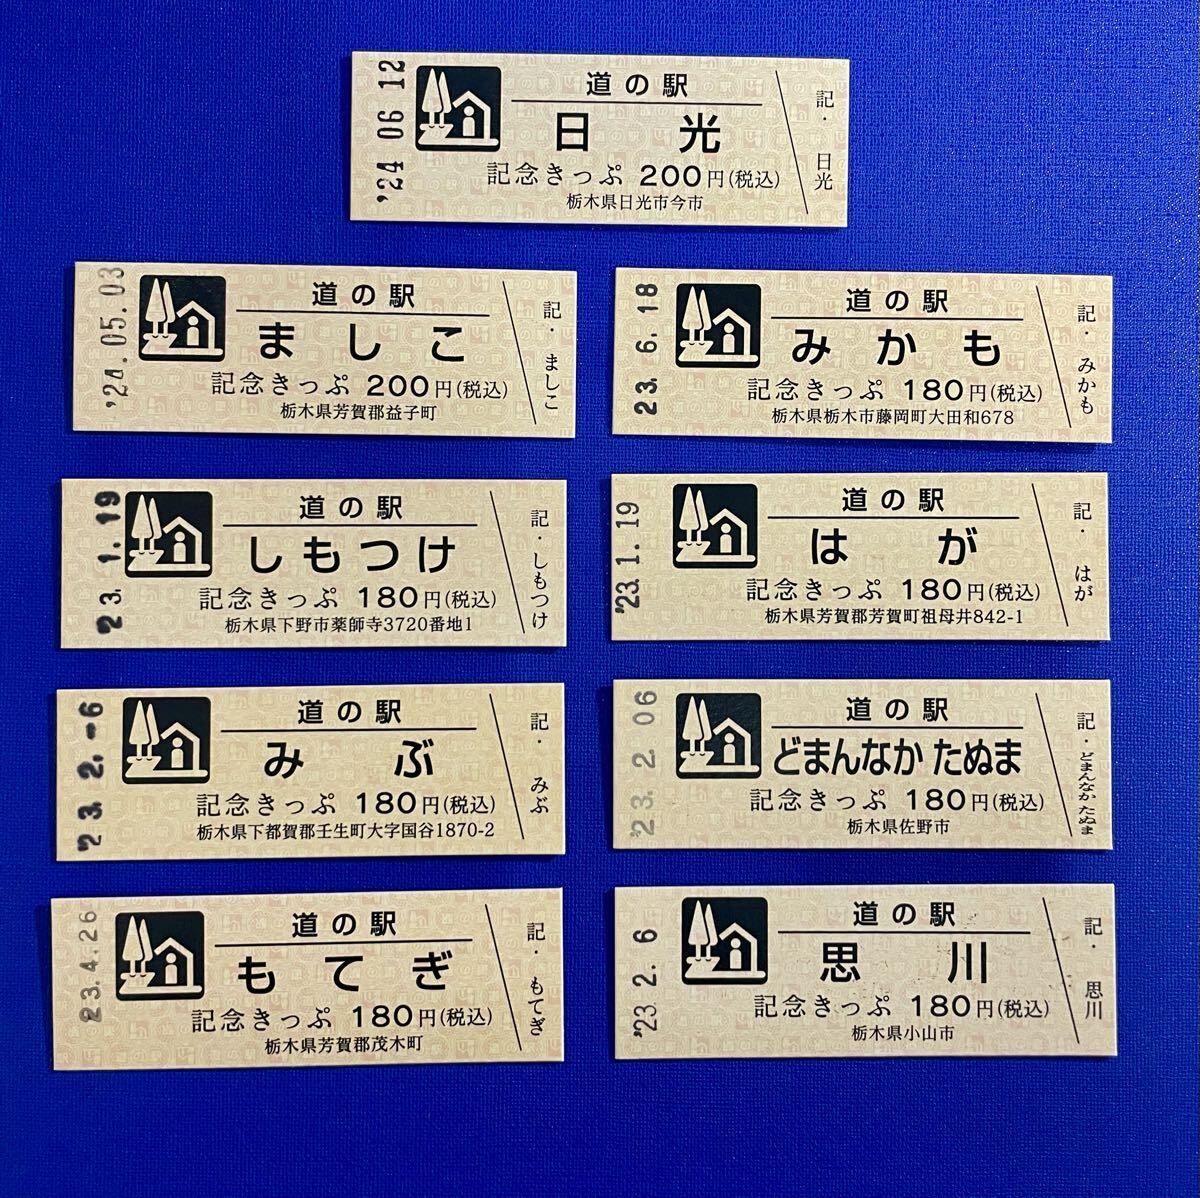 '24 06 12
道の駅
日光
記念きっぷ 200円(税込)
栃木県日光市今市
記・日光
'24.05.03
道の駅
ましこ
記念きっぷ 200円(税込)
栃木県芳賀郡益子町
記・ましこ
23.6.18
道の駅
みかも
記念きっぷ 180円(税込)
栃木県栃木市藤岡町大田和678
記・みかも
23.1.19
道の駅
しもつけ
記念きっぷ 180円(税込)
栃木県下野市薬師寺3720番地1
記・しもつけ
'23.1.19
道の駅
はが
記念きっぷ 180円(税込)
栃木県芳賀郡芳賀町祖母井842-1
記・はが
23.2.-6
道の駅
みぶ
記念きっぷ 180円(税込)
栃木県下都賀郡壬生町大字国谷1870-2
記・みぶ
'23.2.06
道の駅
どまんなか たぬま
記念きっぷ 180円(税込)
栃木県佐野市
記・どまんなか たぬま
23.4.26
道の駅
もてぎ
記念きっぷ 180円(税込)
栃木県芳賀郡茂木町
記・もてぎ
'23.2.6
道の駅
思川
記念きっぷ 180円(税込)
栃木県小山市
記・思川